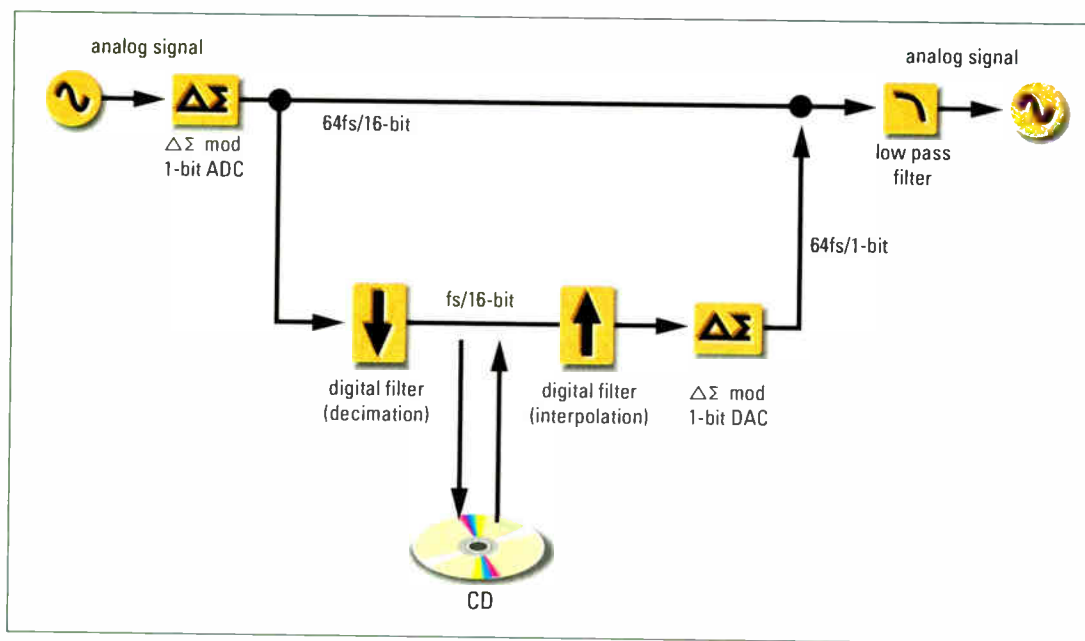 analog signal
analog signal
ΔΣ
64fs/16-bit
△Σ mod
1-bit ADC
low pass
filter
64fs/1-bit
fs/16-bit
ΔΣ
digital filter
(decimation)
digital filter
(interpolation)
△Σ mod
1-bit DAC
CD